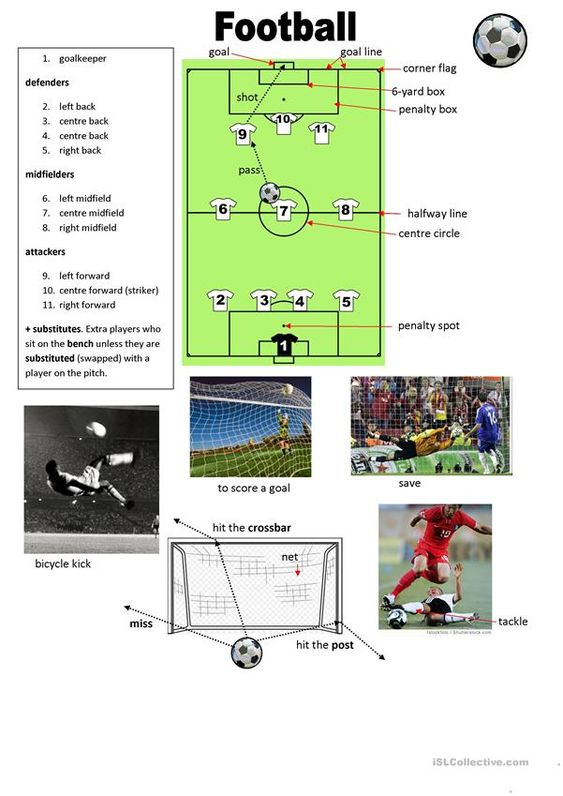 Football
1. goalkeeper
defenders
2. left back
3. centre back
4. centre back
5. right back
midfielders
6. left midfield
7. centre midfield
8. right midfield
attackers
9. left forward
10. centre forward (striker)
11. right forward
+ substitutes. Extra players who
sit on the bench unless they are
substituted (swapped) with a
player on the pitch.
goal
goal line
corner flag
6-yard box
penalty box
shot
10
9
11
pass
6
7
8
halfway line
centre circle
2
3
4
5
penalty spot
1
to score a goal
save
bicycle kick
hit the crossbar
net
miss
hit the post
tackle
iSLCollective.com